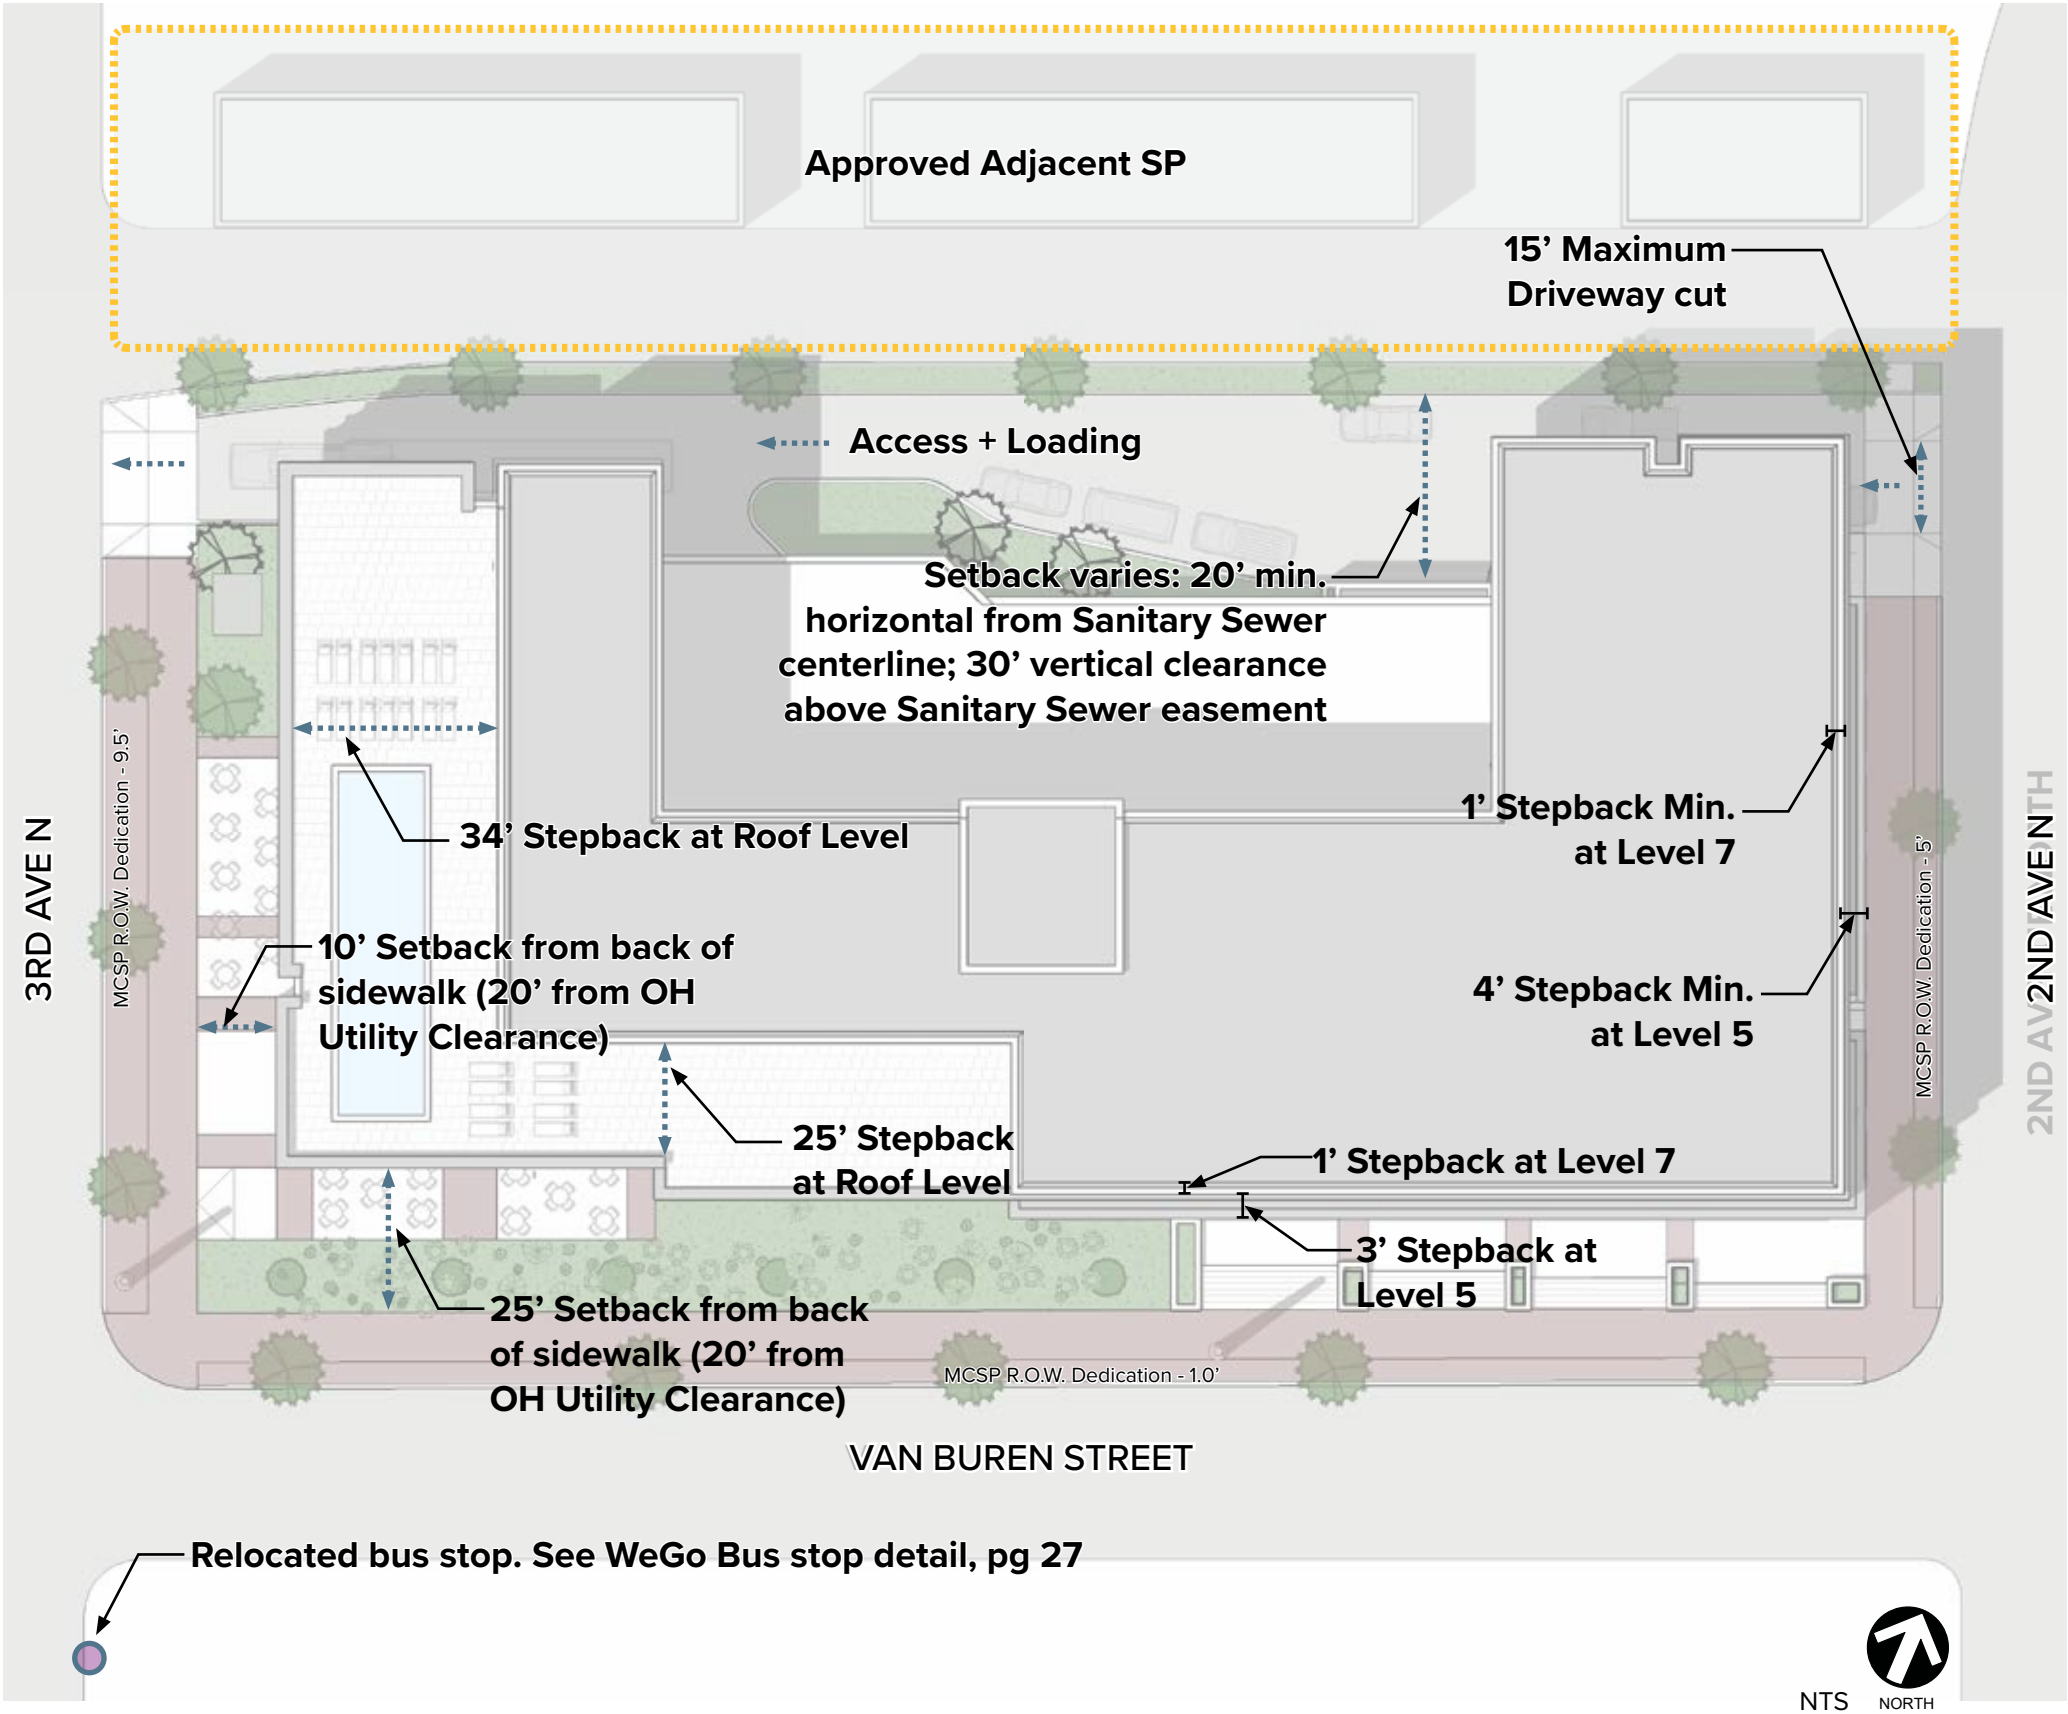 Approved Adjacent SP
15’ Maximum
Driveway cut
Access + Loading
Setback varies: 20’ min.
horizontal from Sanitary Sewer
centerline; 30’ vertical clearance
above Sanitary Sewer easement
34’ Stepback at Roof Level
1’ Stepback Min.
at Level 7
10’ Setback from back of
sidewalk (20’ from OH
Utility Clearance)
4’ Stepback Min.
at Level 5
3RD AVE N
MCSP R.O.W. Dedication - 9.5’
MCSP R.O.W. Dedication - 5’
2ND AVE N
25’ Stepback
at Roof Level
1’ Stepback at Level 7
3’ Stepback at
Level 5
25’ Setback from back
of sidewalk (20’ from
OH Utility Clearance)
MCSP R.O.W. Dedication - 1.0’
VAN BUREN STREET
Relocated bus stop. See WeGo Bus stop detail, pg 27
NTS
NORTH